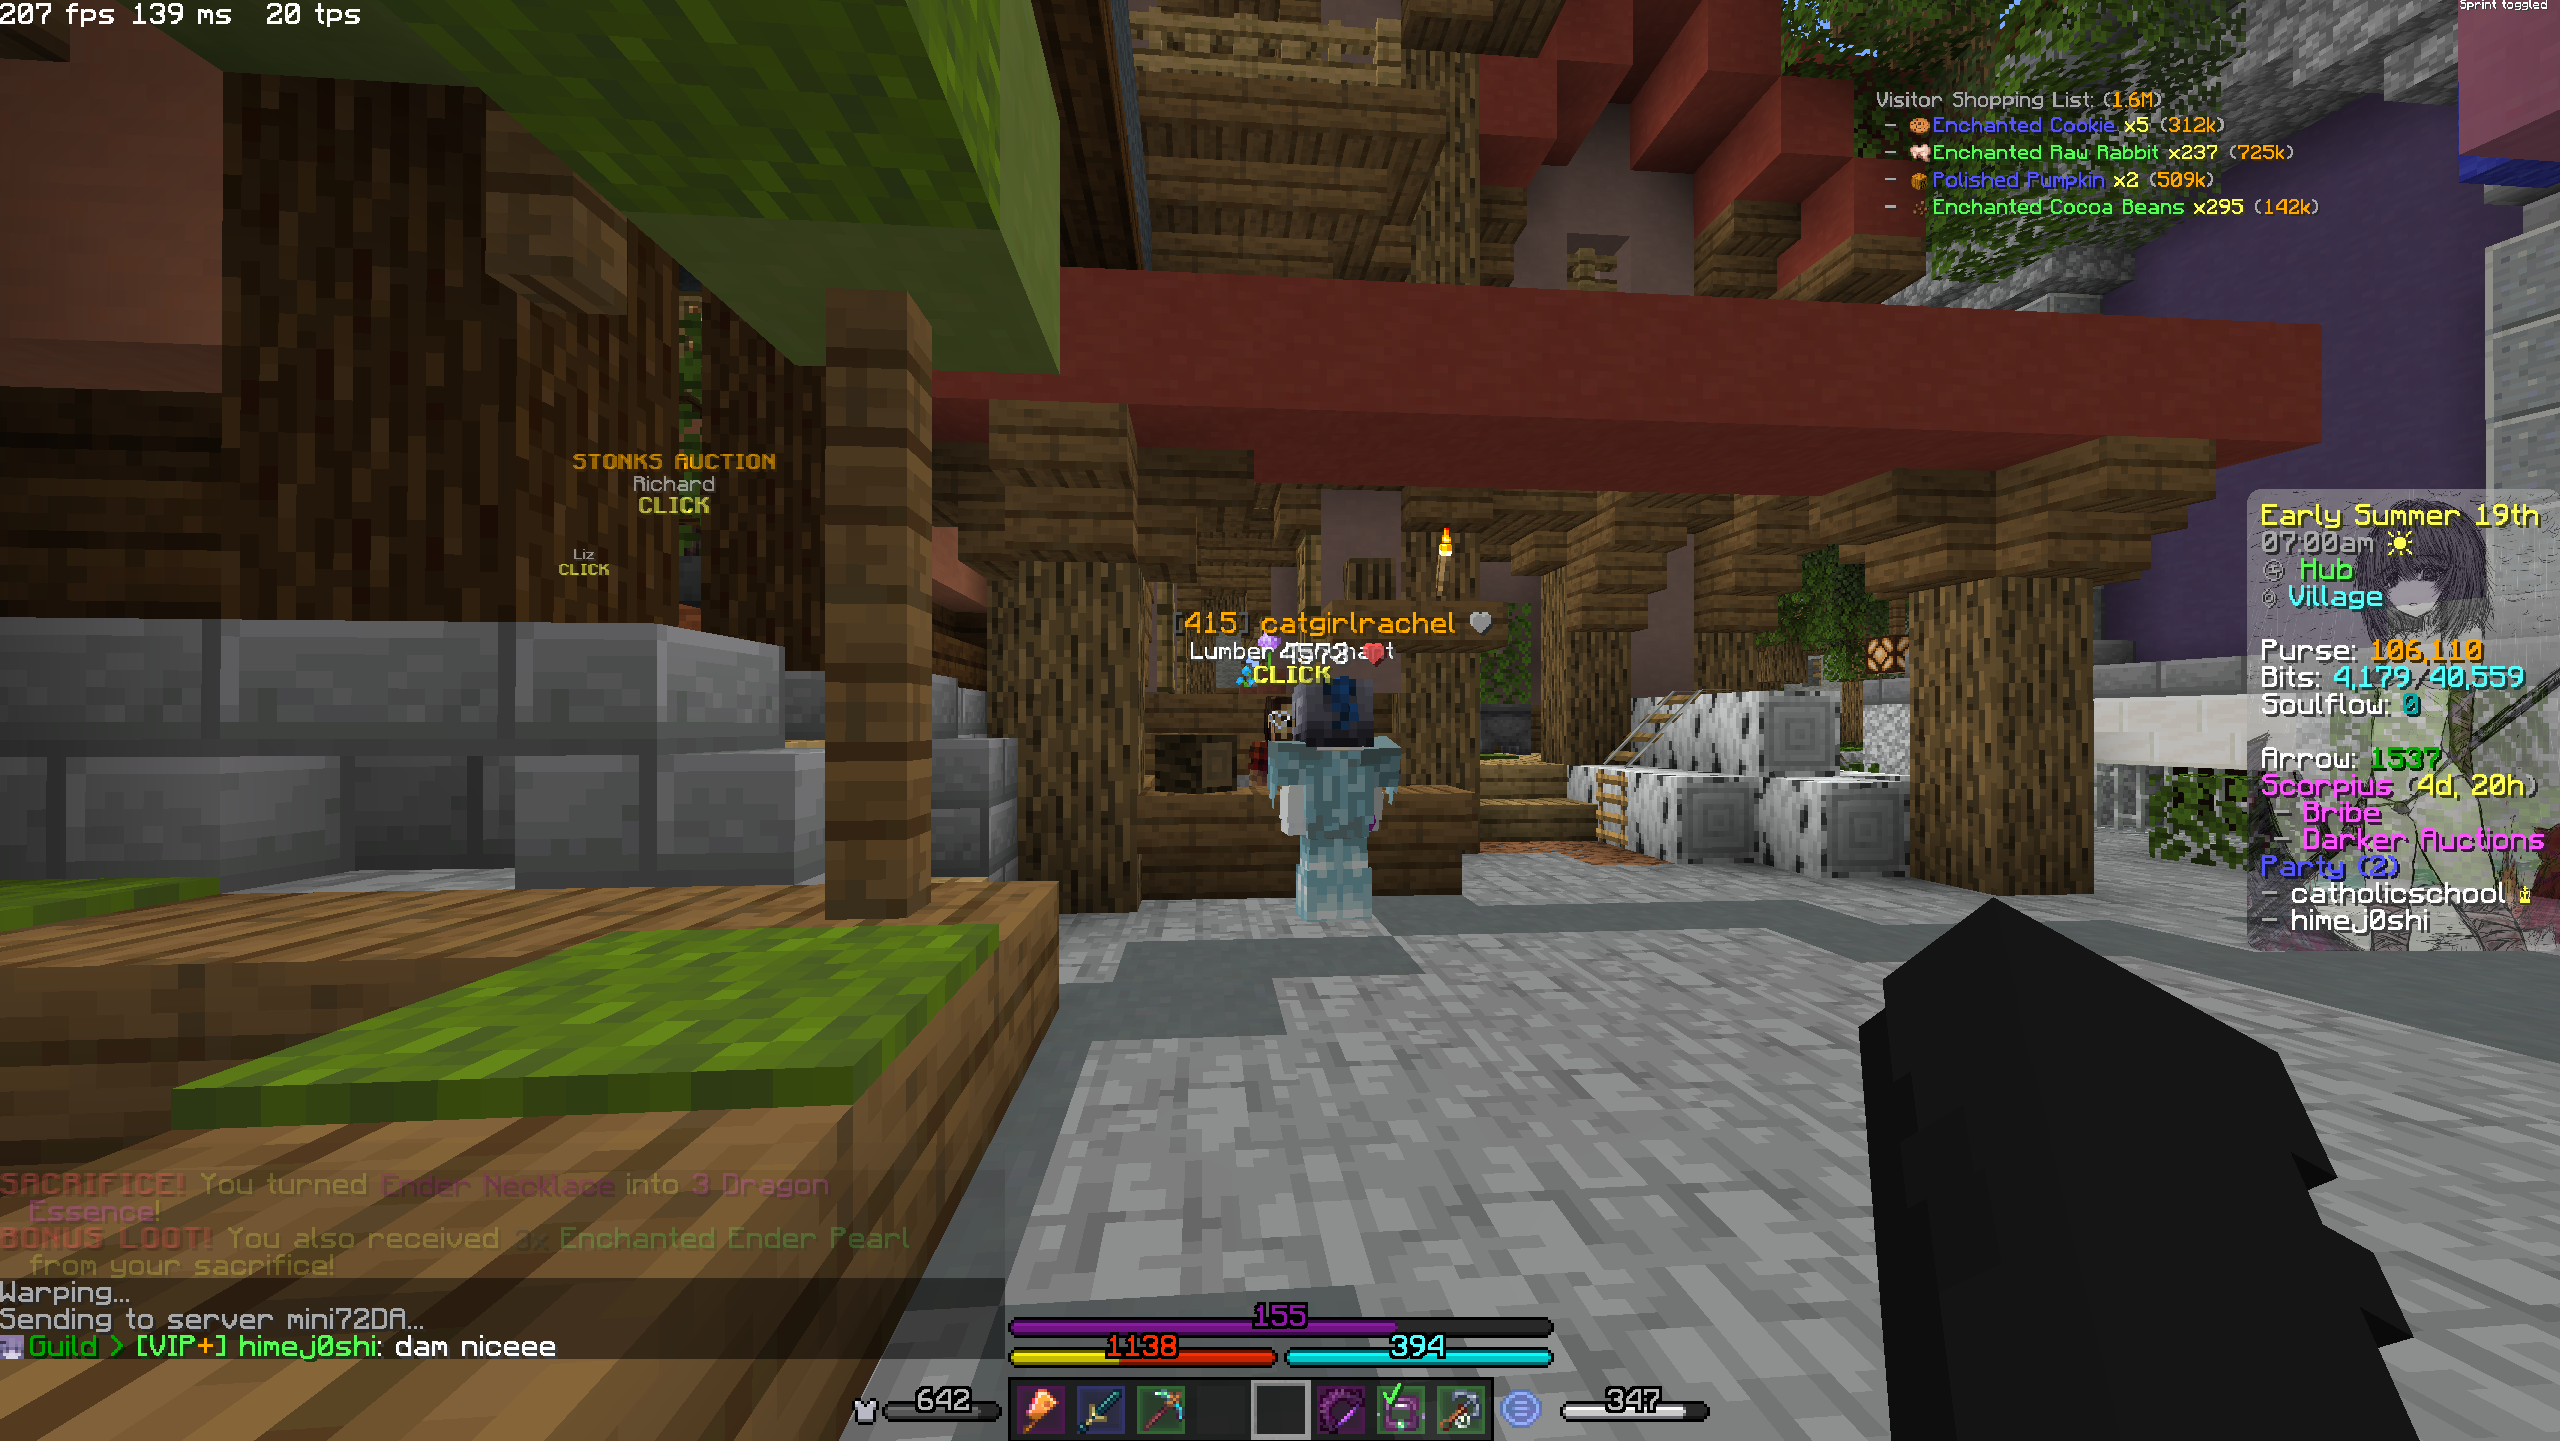 207 fps 139 ms 20 tps
Sprint toggled
Visitor Shopping List: (1.6M)
- Enchanted Cookie x5 (312k)
- Enchanted Raw Rabbit x237 (725k)
- Polished Pumpkin x2 (509k)
- Enchanted Cocoa Beans x295 (142k)
STONKS AUCTION
Richard
CLICK
Liz
CLICK
[415] catgirlrachel
Lumber
4573
CLICK
Early Summer 19th
07:00am
Hub
Village
Purse: 106,110
Bits: 4,179/40,559
Soulflow: 0
Arrow: 1537
Scorpius (4d, 20h)
- Bribe
- Darker Auctions
Party (2)
- catholicschool
- himej0shi
SACRIFICE! You turned Ender Necklace into 3 Dragon
Essence!
BONUS LOOT! You also received 3x Enchanted Ender Pearl
from your sacrifice!
Warping...
Sending to server mini72DA...
Guild > [VIP+] himej0shi: dam niceee
155
1138
394
642
347